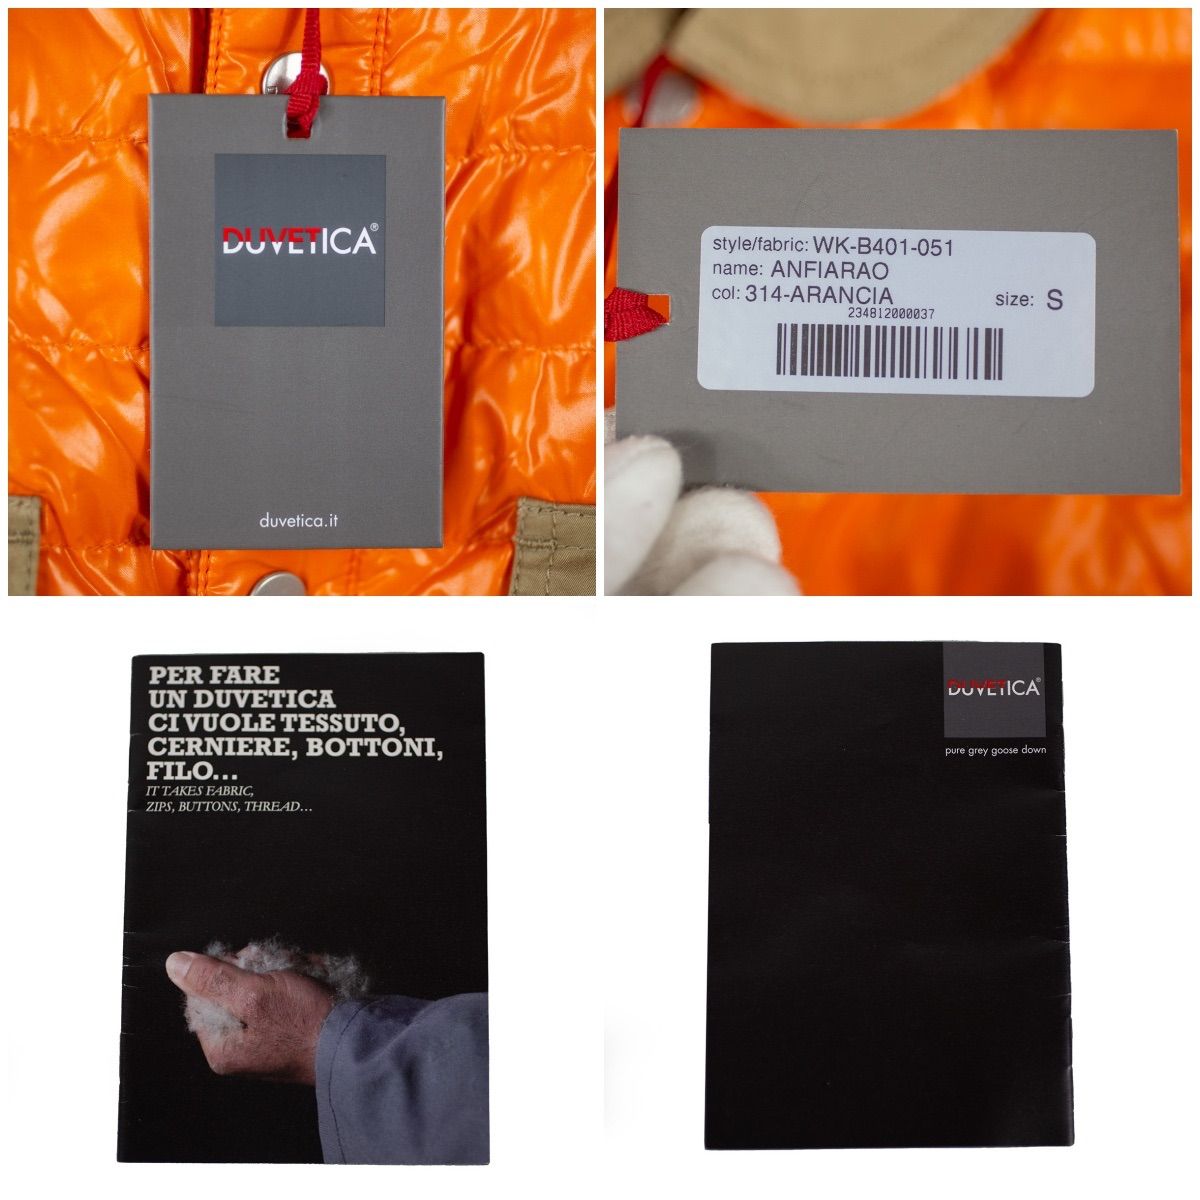 DUVETICA®
duvetica.it
style/fabric: WK-B401-051
name: ANFIARAO
col: 314-ARANCIA size: S
234812000037
PER FARE
UN DUVETICA
CI VUOLE TESSUTO,
CERNIERE, BOTTONI,
FILO...
IT TAKES FABRIC,
ZIPS, BUTTONS, THREAD...
DUVETICA®
pure grey goose down